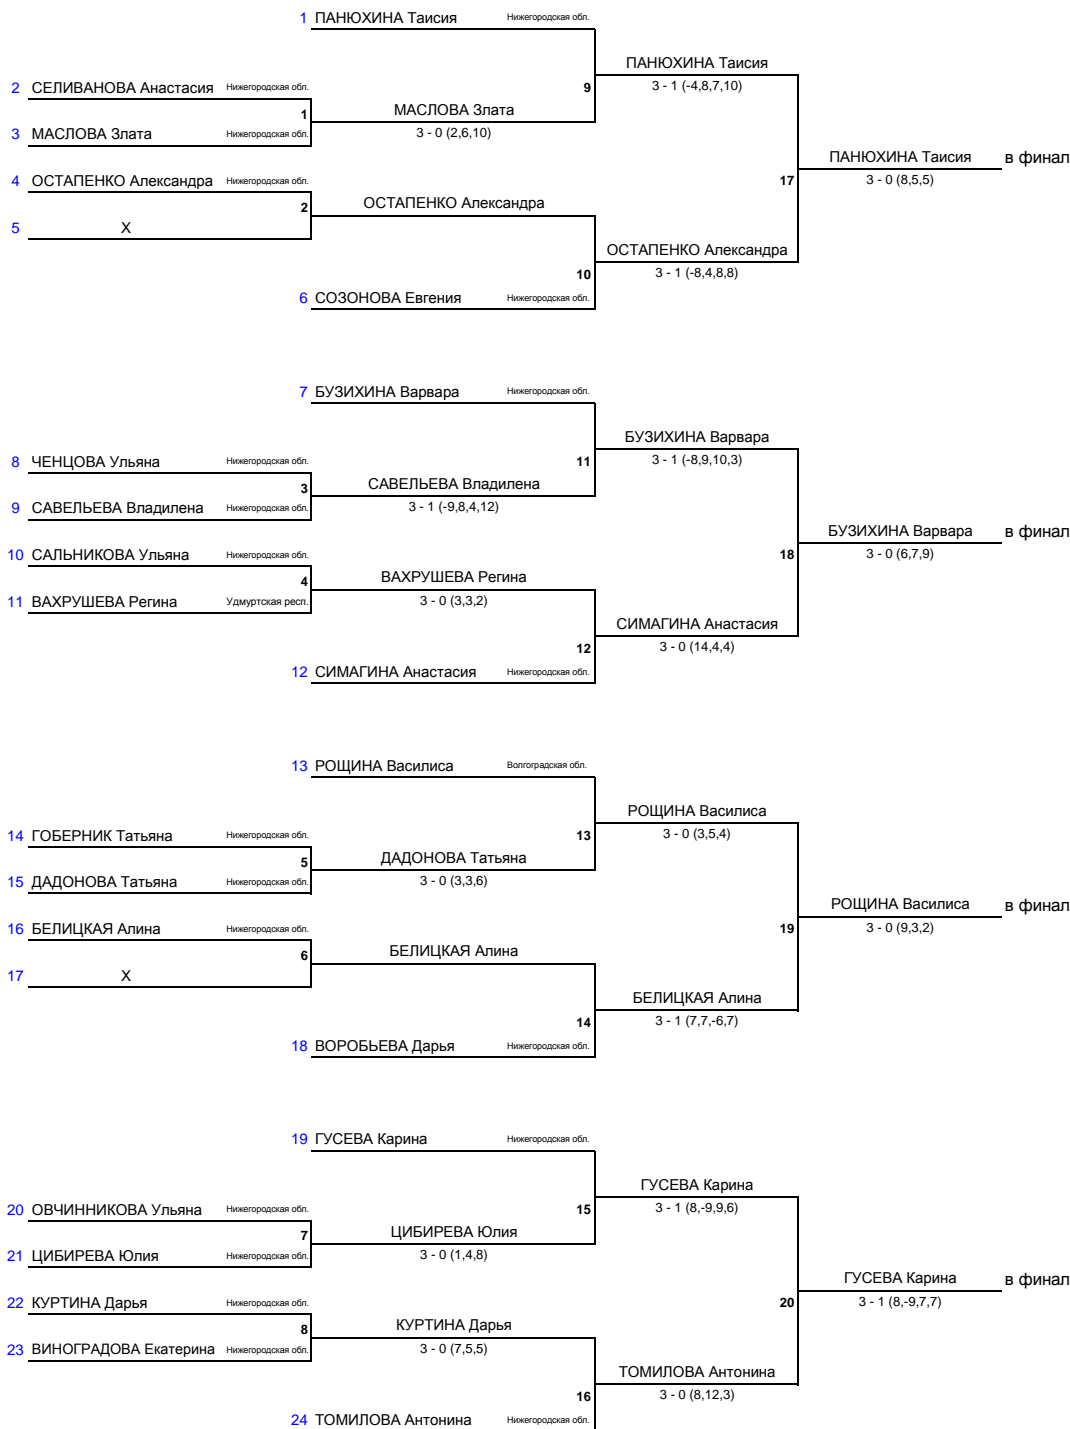 1 ПАНЮХИНА Таисия Нижегородская обл.
ПАНЮХИНА Таисия
2 СЕЛИВАНОВА Анастасия Нижегородская обл.
9
3 - 1 (-4,8,7,10)
1
МАСЛОВА Злата
3 МАСЛОВА Злата Нижегородская обл.
3 - 0 (2,6,10)
ПАНЮХИНА Таисия в финал
4 ОСТАПЕНКО Александра Нижегородская обл.
17
3 - 0 (8,5,5)
2
ОСТАПЕНКО Александра
5 X
ОСТАПЕНКО Александра
10
3 - 1 (-8,4,8,8)
6 СОЗОНОВА Евгения Нижегородская обл.
7 БУЗИХИНА Варвара Нижегородская обл.
БУЗИХИНА Варвара
8 ЧЕНЦОВА Ульяна Нижегородская обл.
11
3 - 1 (-8,9,10,3)
3
САВЕЛЬЕВА Владилена
9 САВЕЛЬЕВА Владилена Нижегородская обл.
3 - 1 (-9,8,4,12)
БУЗИХИНА Варвара в финал
10 САЛЬНИКОВА Ульяна Нижегородская обл.
18
3 - 0 (6,7,9)
4
ВАХРУШЕВА Регина
11 ВАХРУШЕВА Регина Удмуртская респ.
3 - 0 (3,3,2)
СИМАГИНА Анастасия
12
3 - 0 (14,4,4)
12 СИМАГИНА Анастасия Нижегородская обл.
13 РОЩИНА Василиса Волгоградская обл.
РОЩИНА Василиса
14 ГОБЕРНИК Татьяна Нижегородская обл.
13
3 - 0 (3,5,4)
5
ДАДОНОВА Татьяна
15 ДАДОНОВА Татьяна Нижегородская обл.
3 - 0 (3,3,6)
РОЩИНА Василиса в финал
16 БЕЛИЦКАЯ Алина Нижегородская обл.
19
3 - 0 (9,3,2)
6
БЕЛИЦКАЯ Алина
17 X
БЕЛИЦКАЯ Алина
14
3 - 1 (7,7,-6,7)
18 ВОРОБЬЕВА Дарья Нижегородская обл.
19 ГУСЕВА Карина Нижегородская обл.
ГУСЕВА Карина
20 ОВЧИННИКОВА Ульяна Нижегородская обл.
15
3 - 1 (8,-9,9,6)
7
ЦИБИРЕВА Юлия
21 ЦИБИРЕВА Юлия Нижегородская обл.
3 - 0 (1,4,8)
ГУСЕВА Карина в финал
22 КУРТИНА Дарья Нижегородская обл.
20
3 - 1 (8,-9,7,7)
8
КУРТИНА Дарья
23 ВИНОГРАДОВА Екатерина Нижегородская обл.
3 - 0 (7,5,5)
ТОМИЛОВА Антонина
16
3 - 0 (8,12,3)
24 ТОМИЛОВА Антонина Нижегородская обл.